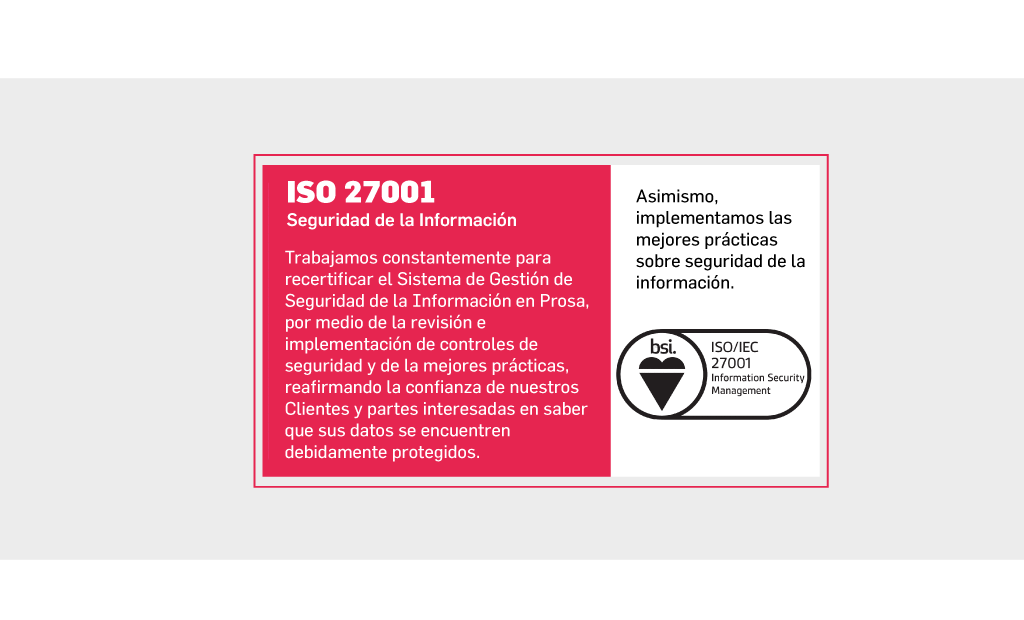 ISO 27001
Seguridad de la Información
Trabajamos constantemente para
recertificar el Sistema de Gestión de
Seguridad de la Información en Prosa,
por medio de la revisión e
implementación de controles de
seguridad y de la mejores prácticas,
reafirmando la confianza de nuestros
Clientes y partes interesadas en saber
que sus datos se encuentren
debidamente protegidos.
Asimismo,
implementamos las
mejores prácticas
sobre seguridad de la
información.
bsi.
ISO/IEC
27001
Information Security
Management